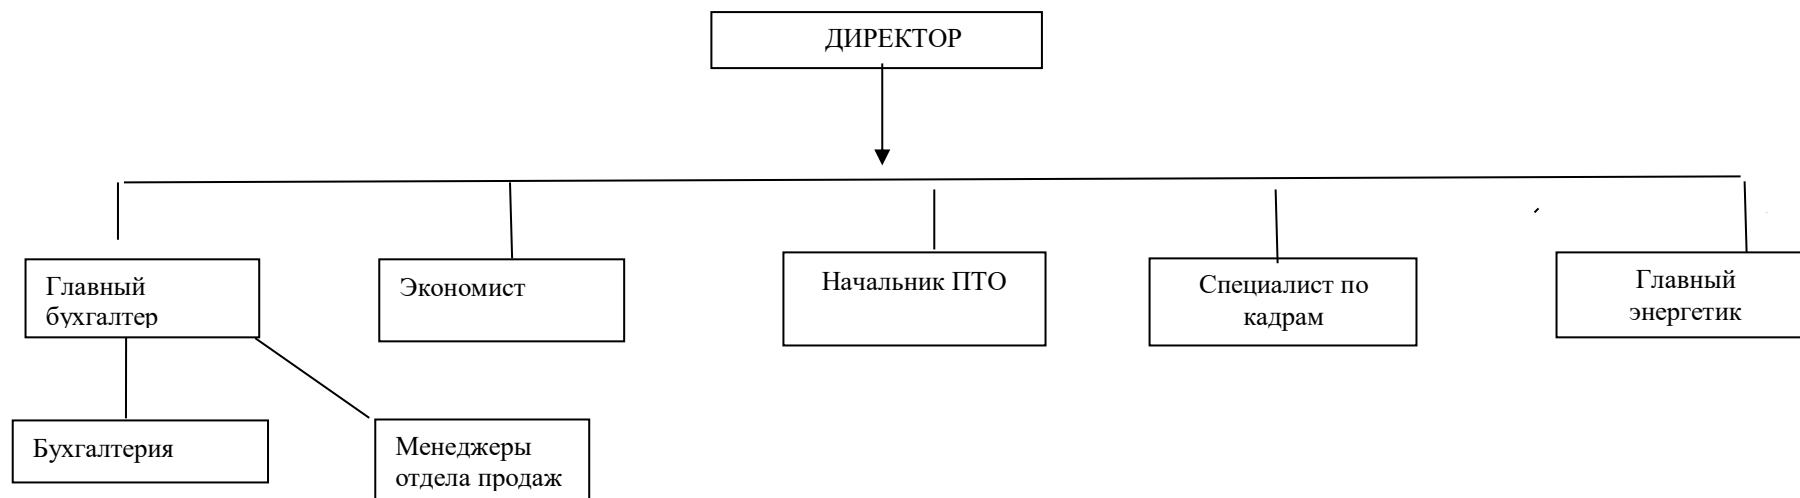 ДИРЕКТОР
Главный
бухгалтер
Экономист
Начальник ПТО
Специалист по
кадрам
Главный
энергетик
Бухгалтерия
Менеджеры
отдела продаж